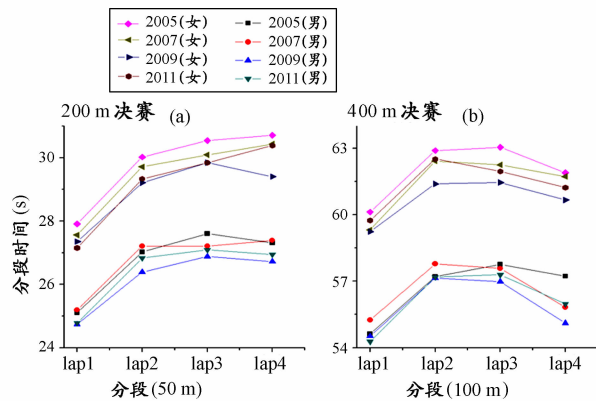 2005(女) 2005(男)
2007(女) 2007(男)
2009(女) 2009(男)
2011(女) 2011(男)
200 m 决赛 (a)
400 m 决赛 (b)
分段时间 (s)
30
28
26
24
lap1 lap2 lap3 lap4
分段 (50 m)
63
60
57
54
lap1 lap2 lap3 lap4
分段 (100 m)